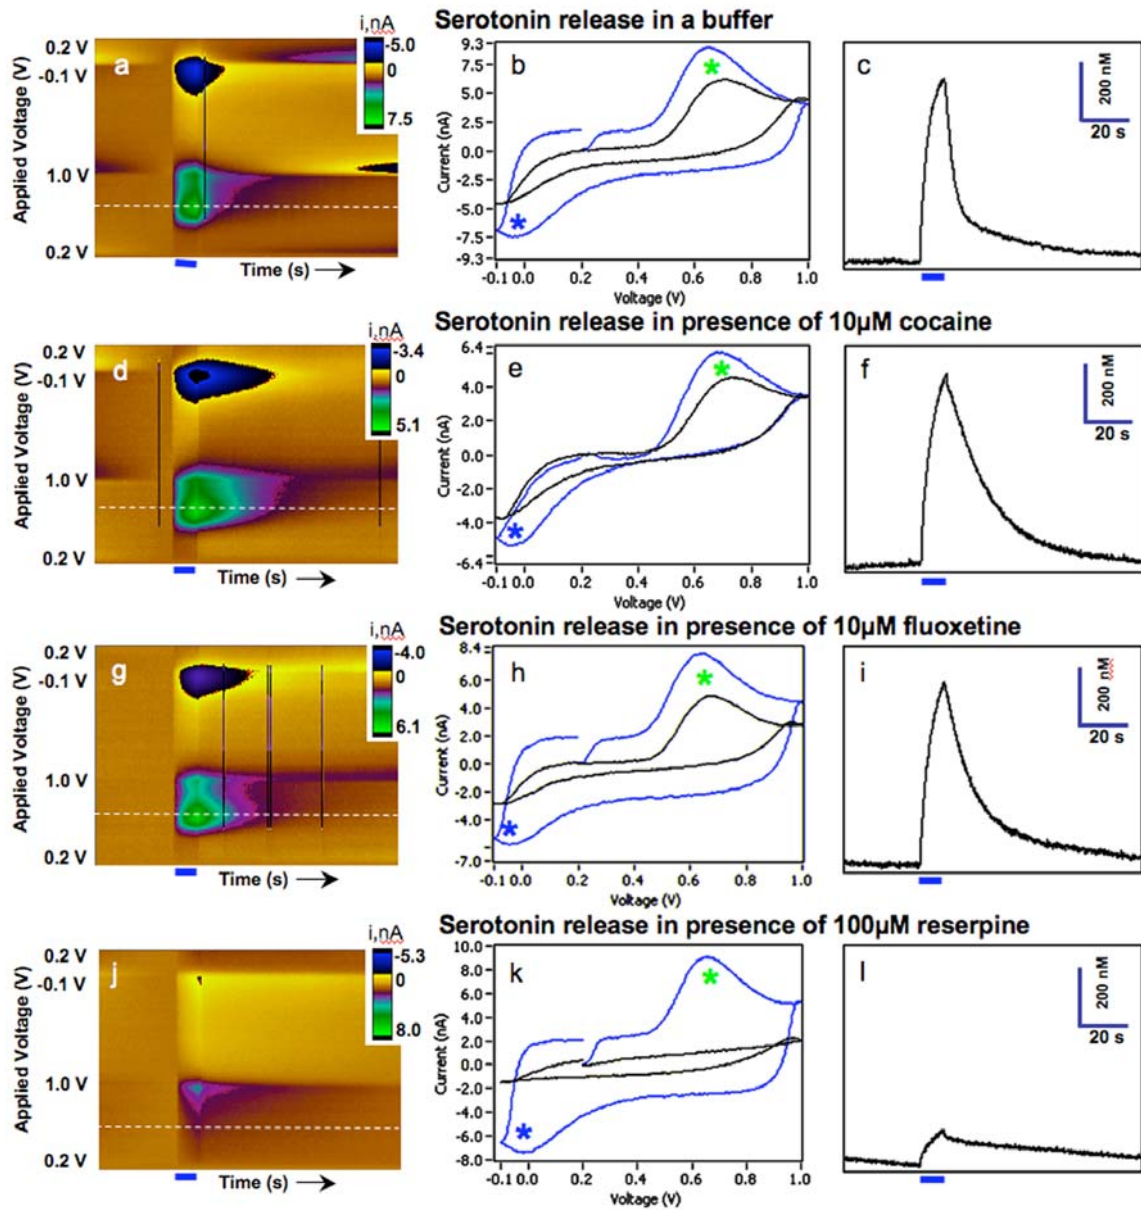 Serotonin release in a buffer
Applied Voltage (V)
0.2 V
-0.1 V
1.0 V
0.2 V
a
i,nA
-5.0
0
7.5
Time (s)
b
Current (nA)
9.3
7.5
5.0
2.5
0.0
-2.5
-5.0
-7.5
-9.3
*
*
-0.1 0.0 0.2 0.4 0.6 0.8 1.0
Voltage (V)
c
200 nM
20 s
Serotonin release in presence of 10µM cocaine
Applied Voltage (V)
0.2 V
-0.1 V
1.0 V
0.2 V
d
i,nA
-3.4
0
5.1
Time (s)
e
Current (nA)
6.4
4.0
2.0
0.0
-2.0
-4.0
-6.4
*
*
-0.1 0.0 0.2 0.4 0.6 0.8 1.0
Voltage (V)
f
200 nM
20 s
Serotonin release in presence of 10µM fluoxetine
Applied Voltage (V)
0.2 V
-0.1 V
1.0 V
0.2 V
g
i,nA
-4.0
0
6.1
Time (s)
h
Current (nA)
8.4
6.0
4.0
2.0
0.0
-2.0
-4.0
-7.0
*
*
-0.1 0.0 0.2 0.4 0.6 0.8 1.0
Voltage (V)
i
200 nM
20 s
Serotonin release in presence of 100µM reserpine
Applied Voltage (V)
0.2 V
-0.1 V
1.0 V
0.2 V
j
i,nA
-5.3
0
8.0
Time (s)
k
Current (nA)
10.0
8.0
6.0
4.0
2.0
0.0
-2.0
-4.0
-6.0
-8.0
*
*
-0.1 0.0 0.2 0.4 0.6 0.8 1.0
Voltage (V)
l
200 nM
20 s